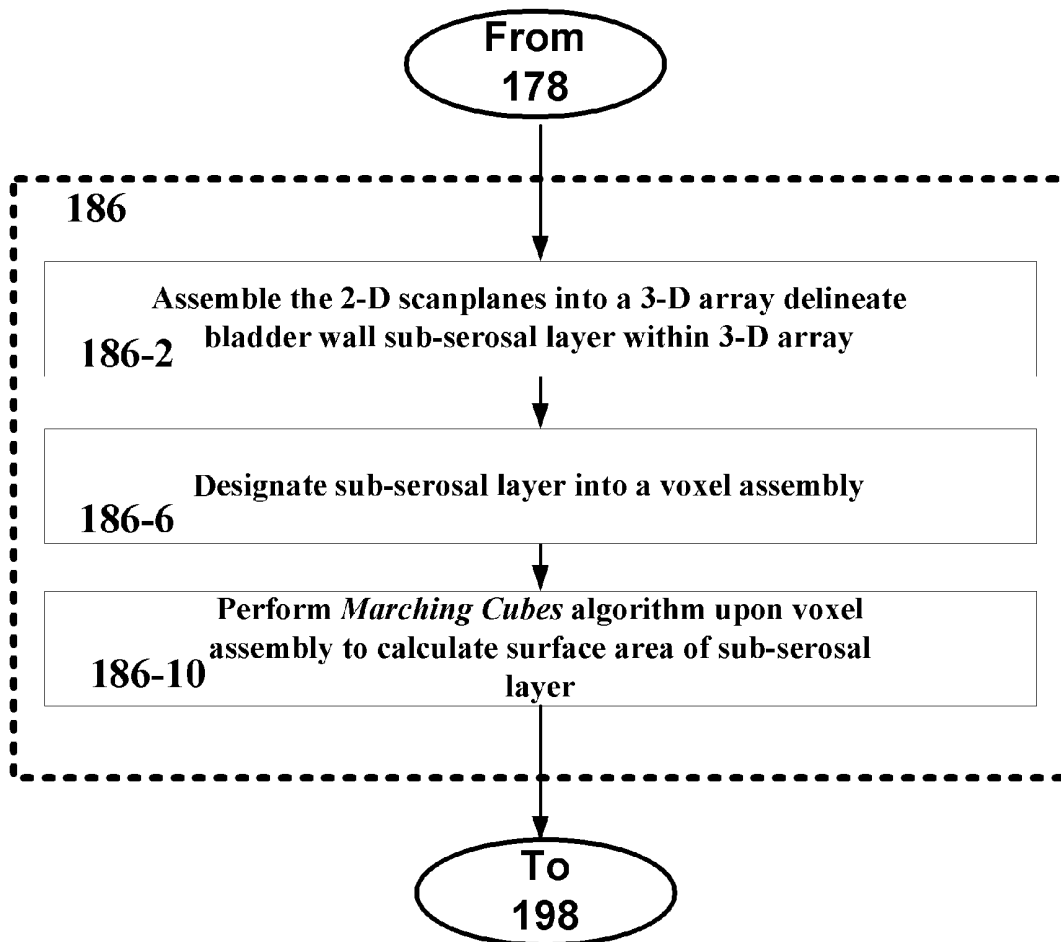 From
178
186
Assemble the 2-D scanplanes into a 3-D array delineate
bladder wall sub-serosal layer within 3-D array
186-2
Designate sub-serosal layer into a voxel assembly
186-6
Perform Marching Cubes algorithm upon voxel
assembly to calculate surface area of sub-serosal
layer
186-10
To
198